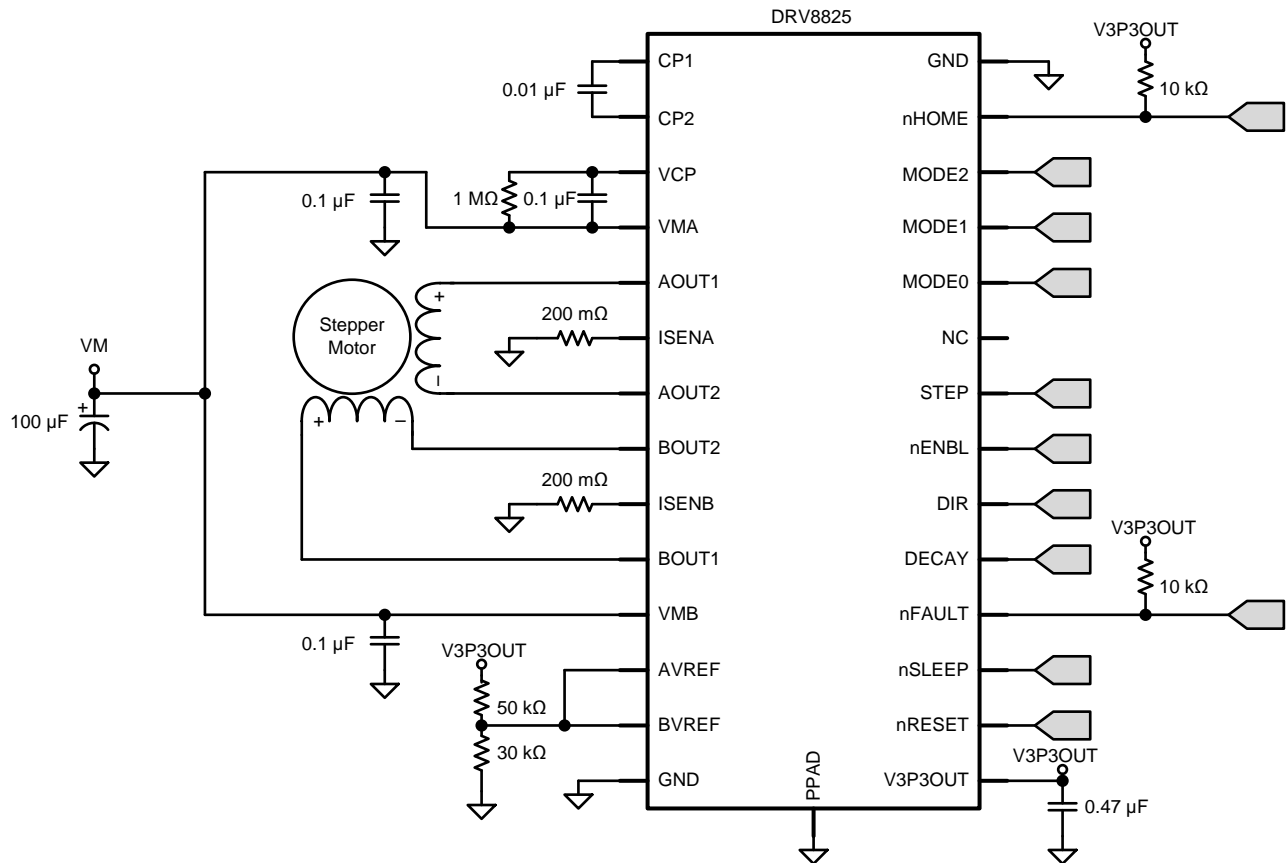 DRV8825
CP1
CP2
VCP
VMA
AOUT1
ISENA
AOUT2
BOUT2
ISENB
BOUT1
VMB
AVREF
BVREF
GND
PPAD
GND
nHOME
MODE2
MODE1
MODE0
NC
STEP
nENBL
DIR
DECAY
nFAULT
nSLEEP
nRESET
V3P3OUT
0.01 µF
0.1 µF
1 MΩ
0.1 µF
Stepper
Motor
+
–
+
–
200 mΩ
200 mΩ
VM
+
100 µF
0.1 µF
V3P3OUT
50 kΩ
30 kΩ
V3P3OUT
10 kΩ
V3P3OUT
10 kΩ
V3P3OUT
0.47 µF